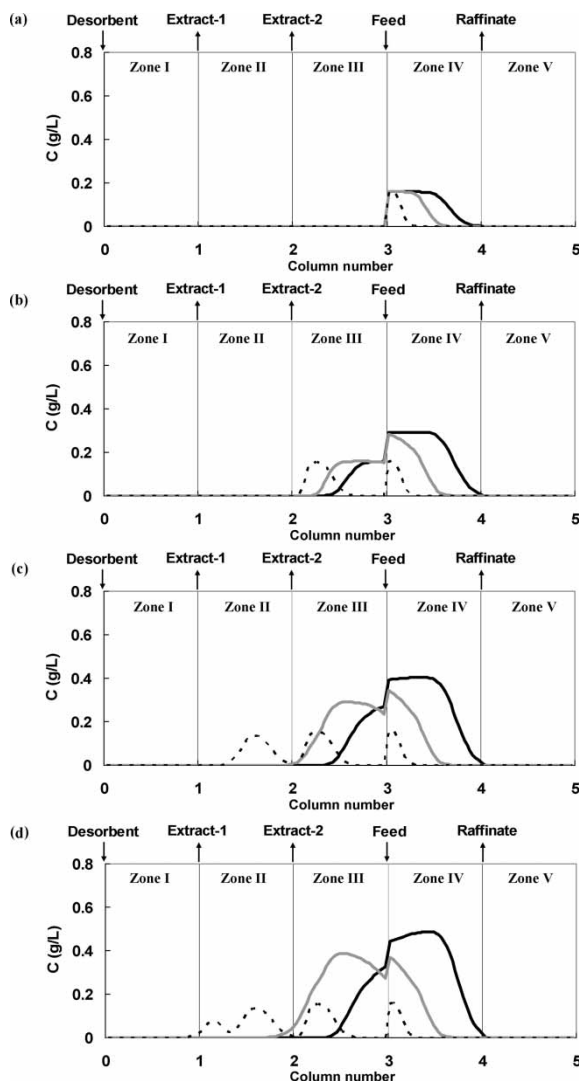 (a)
Desorbent Extract-1 Extract-2 Feed Raffinate
Zone I Zone II Zone III Zone IV Zone V
C (g/L)
0.8
0.6
0.4
0.2
0
0 1 2 3 4 5
Column number
(b)
Desorbent Extract-1 Extract-2 Feed Raffinate
Zone I Zone II Zone III Zone IV Zone V
C (g/L)
0.8
0.6
0.4
0.2
0
0 1 2 3 4 5
Column number
(c)
Desorbent Extract-1 Extract-2 Feed Raffinate
Zone I Zone II Zone III Zone IV Zone V
C (g/L)
0.8
0.6
0.4
0.2
0
0 1 2 3 4 5
Column number
(d)
Desorbent Extract-1 Extract-2 Feed Raffinate
Zone I Zone II Zone III Zone IV Zone V
C (g/L)
0.8
0.6
0.4
0.2
0
0 1 2 3 4 5
Column number